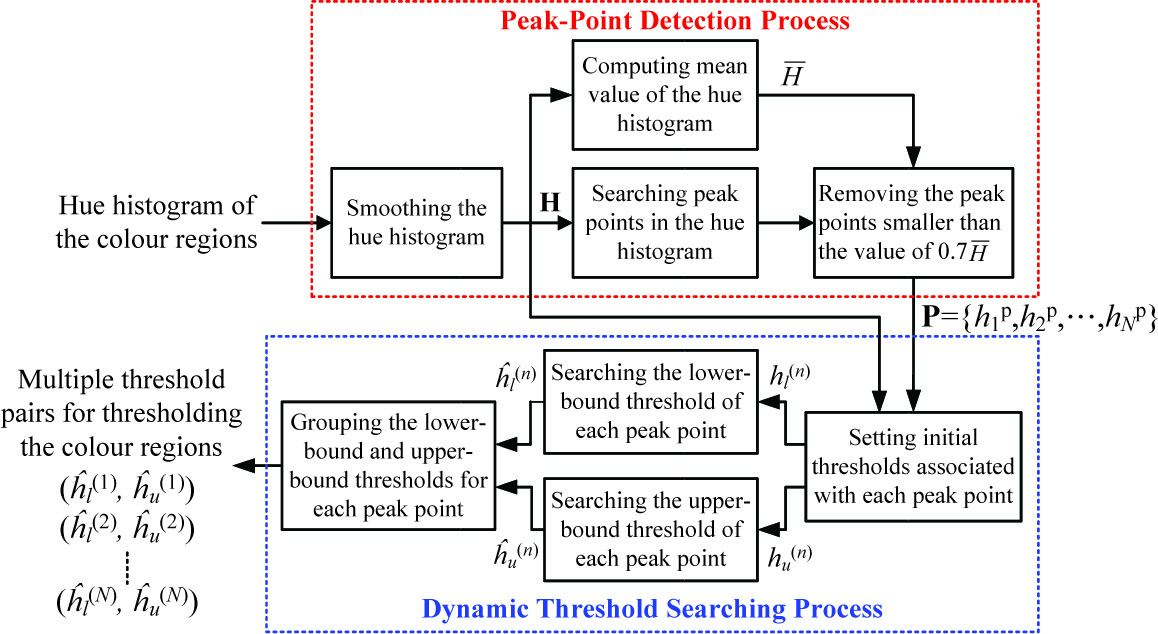 Peak-Point Detection Process
Computing mean
value of the hue
histogram
H̅
Hue histogram of
the colour regions
Smoothing the
hue histogram
H
Searching peak
points in the hue
histogram
Removing the peak
points smaller than
the value of 0.7H̅
P={h₁ᵖ,h₂ᵖ,⋯,h_Nᵖ}
Multiple threshold
pairs for thresholding
the colour regions
(ĥₗ⁽¹⁾, ĥᵤ⁽¹⁾)
(ĥₗ⁽²⁾, ĥᵤ⁽²⁾)
(ĥₗ⁽ᴺ⁾, ĥᵤ⁽ᴺ⁾)
Grouping the lower-
bound and upper-
bound thresholds for
each peak point
ĥₗ⁽ⁿ⁾
Searching the lower-
bound threshold of
each peak point
hₗ⁽ⁿ⁾
Setting initial
thresholds associated
with each peak point
ĥᵤ⁽ⁿ⁾
Searching the upper-
bound threshold of
each peak point
hᵤ⁽ⁿ⁾
Dynamic Threshold Searching Process